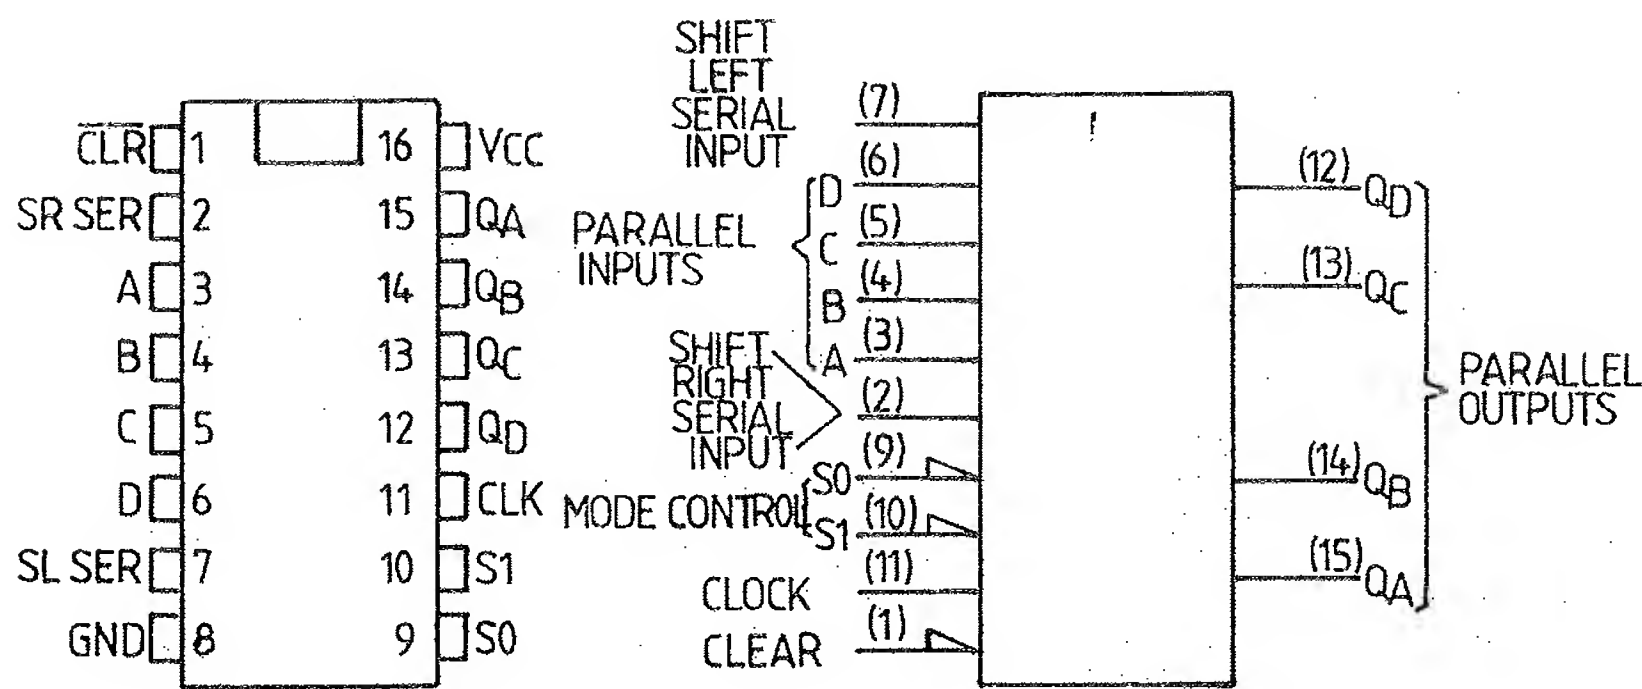 CLR 1
SR SER 2
A 3
B 4
C 5
D 6
SL SER 7
GND 8
16 VCC
15 QA
14 QB
13 QC
12 QD
11 CLK
10 S1
9 S0
SHIFT
LEFT
SERIAL
INPUT
(7)
PARALLEL
INPUTS
D (6)
C (5)
B (4)
A (3)
SHIFT
RIGHT
SERIAL
INPUT
(2)
MODE CONTROL
S0 (9)
S1 (10)
CLOCK (11)
CLEAR (1)
(12) QD
(13) QC
(14) QB
(15) QA
PARALLEL
OUTPUTS